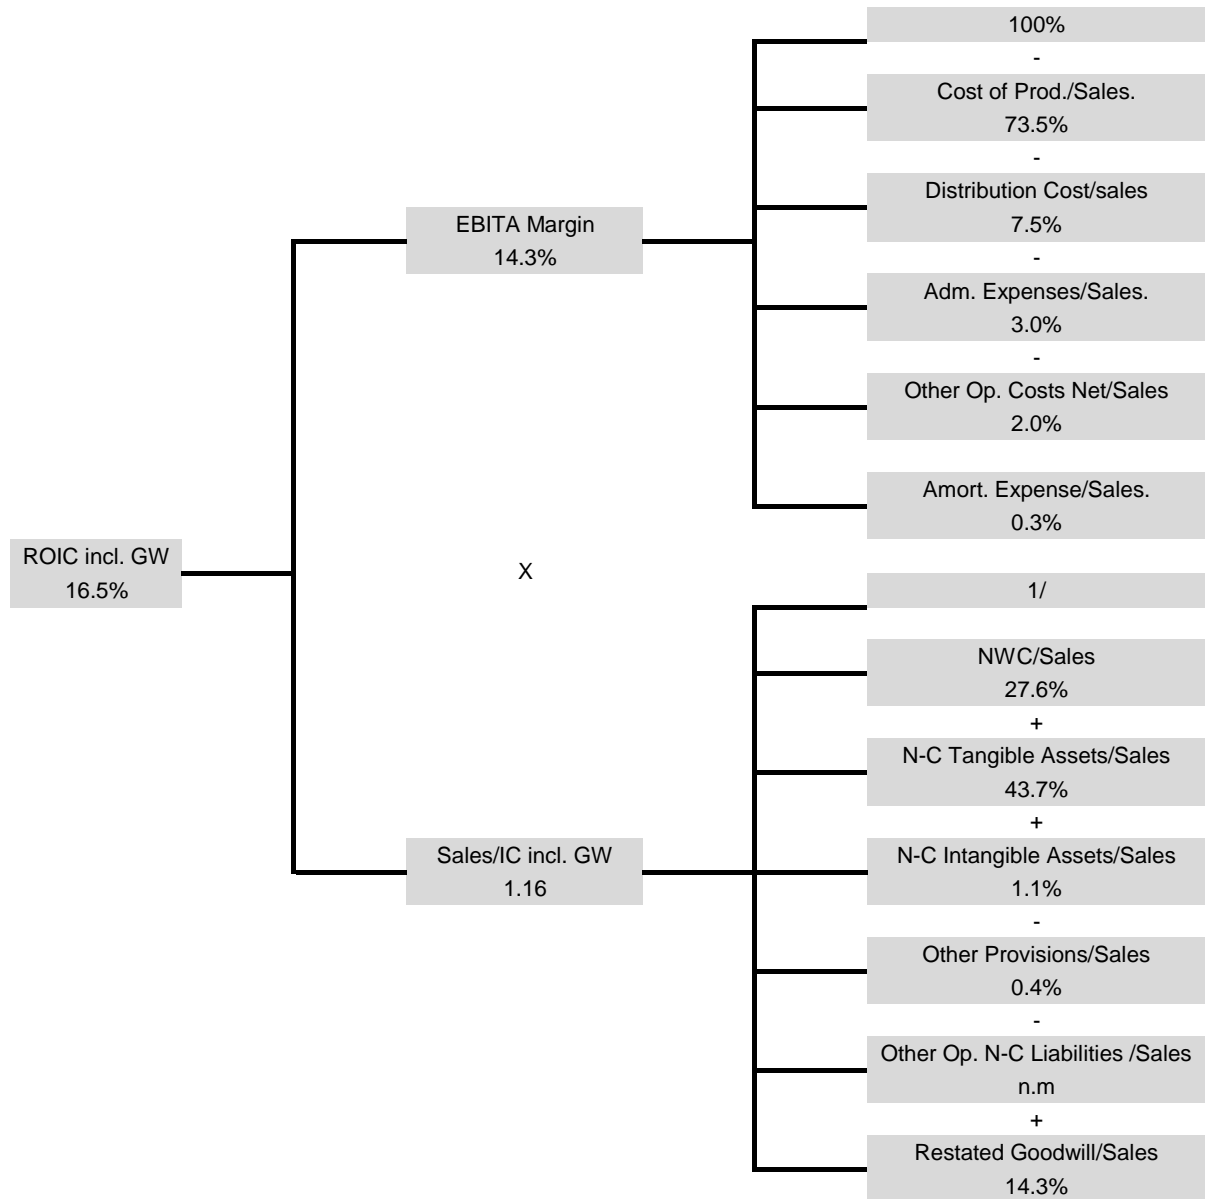 100%
-
Cost of Prod./Sales.
73.5%
-
Distribution Cost/sales
7.5%
-
EBITA Margin
14.3%
Adm. Expenses/Sales.
3.0%
-
Other Op. Costs Net/Sales
2.0%
Amort. Expense/Sales.
0.3%
ROIC incl. GW
16.5%
X
1/
NWC/Sales
27.6%
+
N-C Tangible Assets/Sales
43.7%
+
Sales/IC incl. GW
1.16
N-C Intangible Assets/Sales
1.1%
-
Other Provisions/Sales
0.4%
-
Other Op. N-C Liabilities /Sales
n.m
+
Restated Goodwill/Sales
14.3%